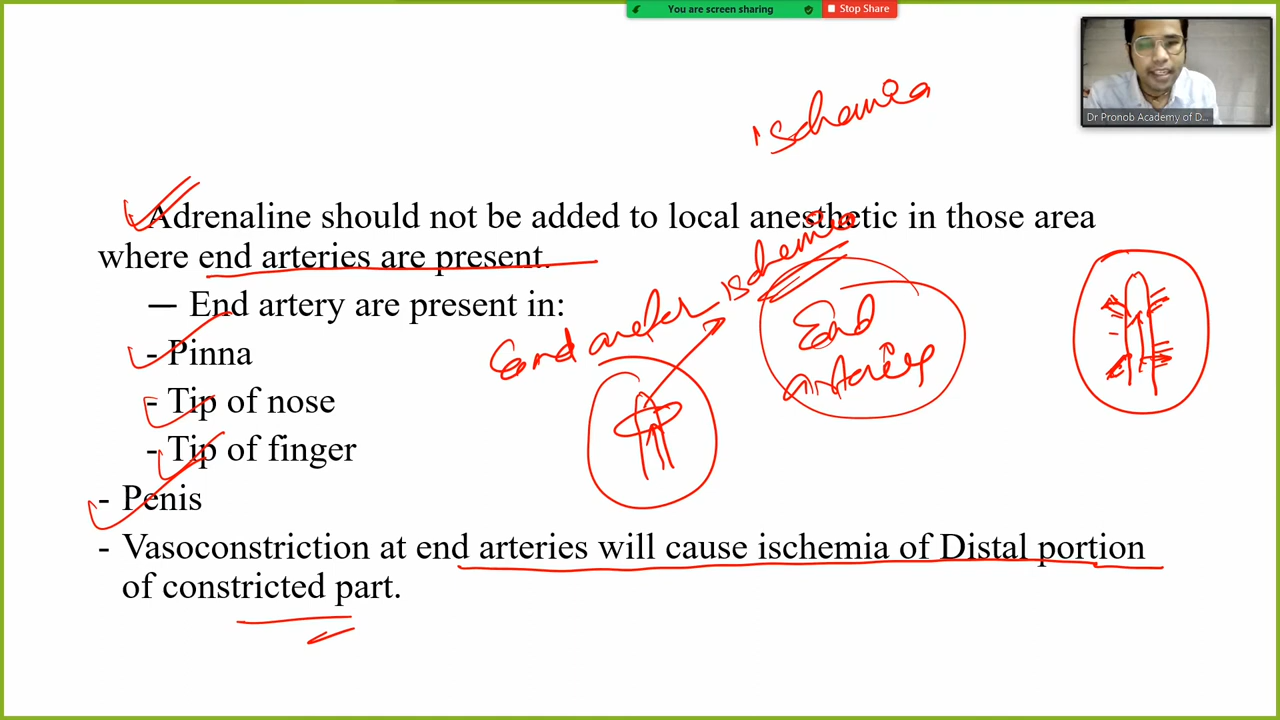 You are screen sharing
Stop Share
Dr Pronob Academy of D...
ischemia
Adrenaline should not be added to local anesthetic in those area
where end arteries are present.
— End artery are present in:
- Pinna
- Tip of nose
- Tip of finger
- Penis
- Vasoconstriction at end arteries will cause ischemia of Distal portion
of constricted part.
ischemia
End
End
arteries